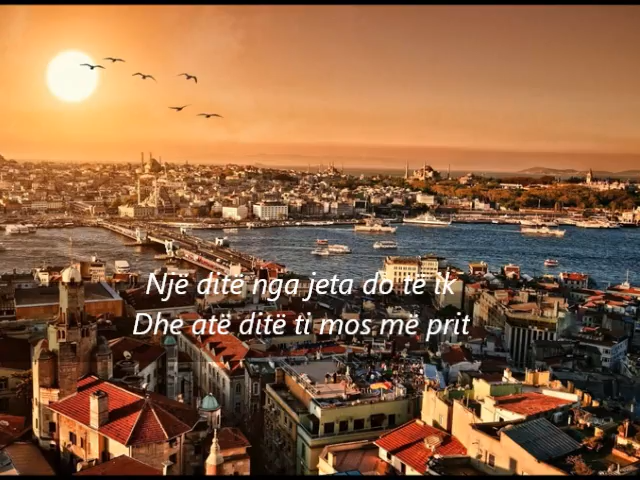 Një ditë nga jeta do të ik
Dhe atë ditë ti mos më prit